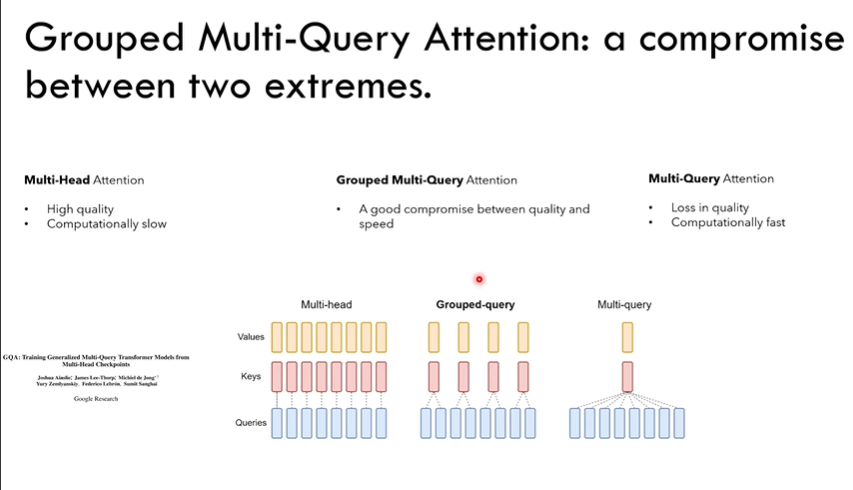 Grouped Multi-Query Attention: a compromise
between two extremes.
Multi-Head Attention
• High quality
• Computationally slow
Grouped Multi-Query Attention
• A good compromise between quality and
speed
Multi-Query Attention
• Loss in quality
• Computationally fast
Multi-head
Grouped-query
Multi-query
Values
Keys
Queries
GQA: Training Generalized Multi-Query Transformer Models from
Multi-Head Checkpoints
Joshua Ainslie, James Lee-Thorp, Michiel de Jong
Yury Zemlyanskiy, Federico Lebrón, Sumit Sanghai
Google Research